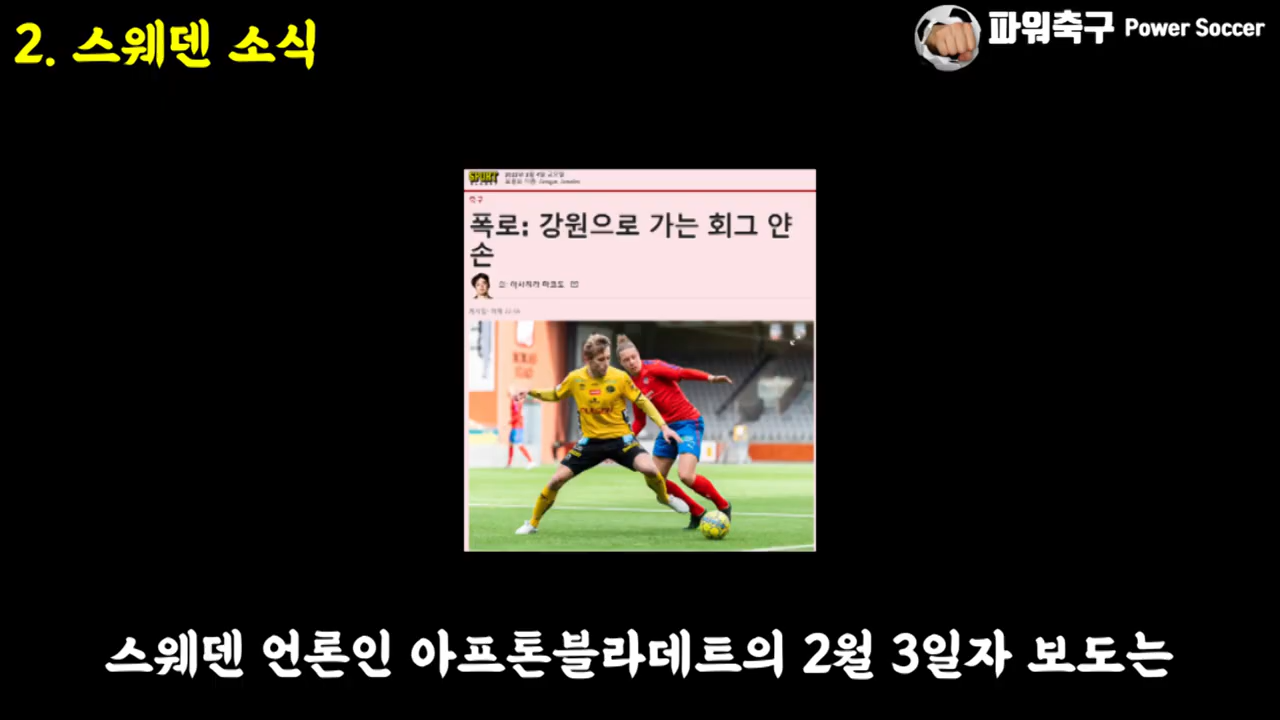 2. 스웨덴 소식
파워축구 Power Soccer
SPORT
축구
폭로: 강원으로 가는 회그 얀
손
스웨덴 언론인 아프톤블라데트의 2월 3일자 보도는